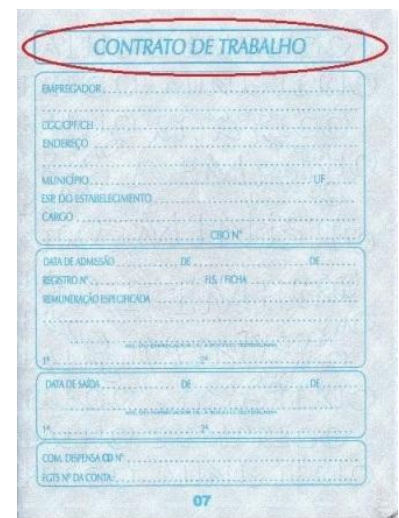 CONTRATO DE TRABALHO
EMPREGADOR
CGC/CPF/CEI
ENDEREÇO
MUNICÍPIO UF
ESP. DO ESTABELECIMENTO
CARGO
CBO Nº
DATA DE ADMISSÃO DE DE
REGISTRO Nº FLS. / FICHA
REMUNERAÇÃO ESPECIFICADA
1º 2º
DATA DE SAÍDA DE DE
1º 2º
COM. DISPENSA CD Nº
FGTS Nº DA CONTA
07